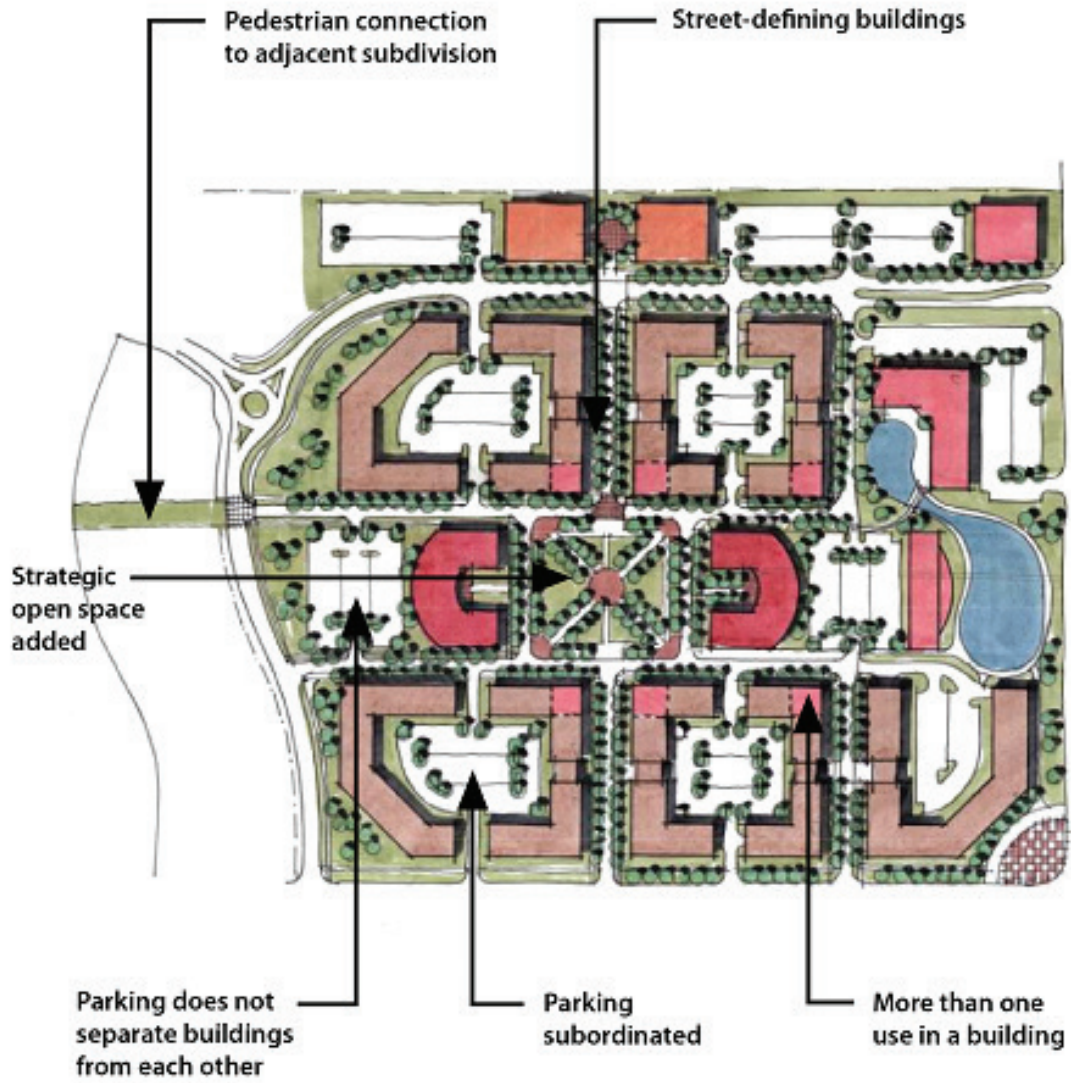 Pedestrian connection
to adjacent subdivision
Street-defining buildings
Strategic
open space
added
Parking does not
separate buildings
from each other
Parking
subordinated
More than one
use in a building